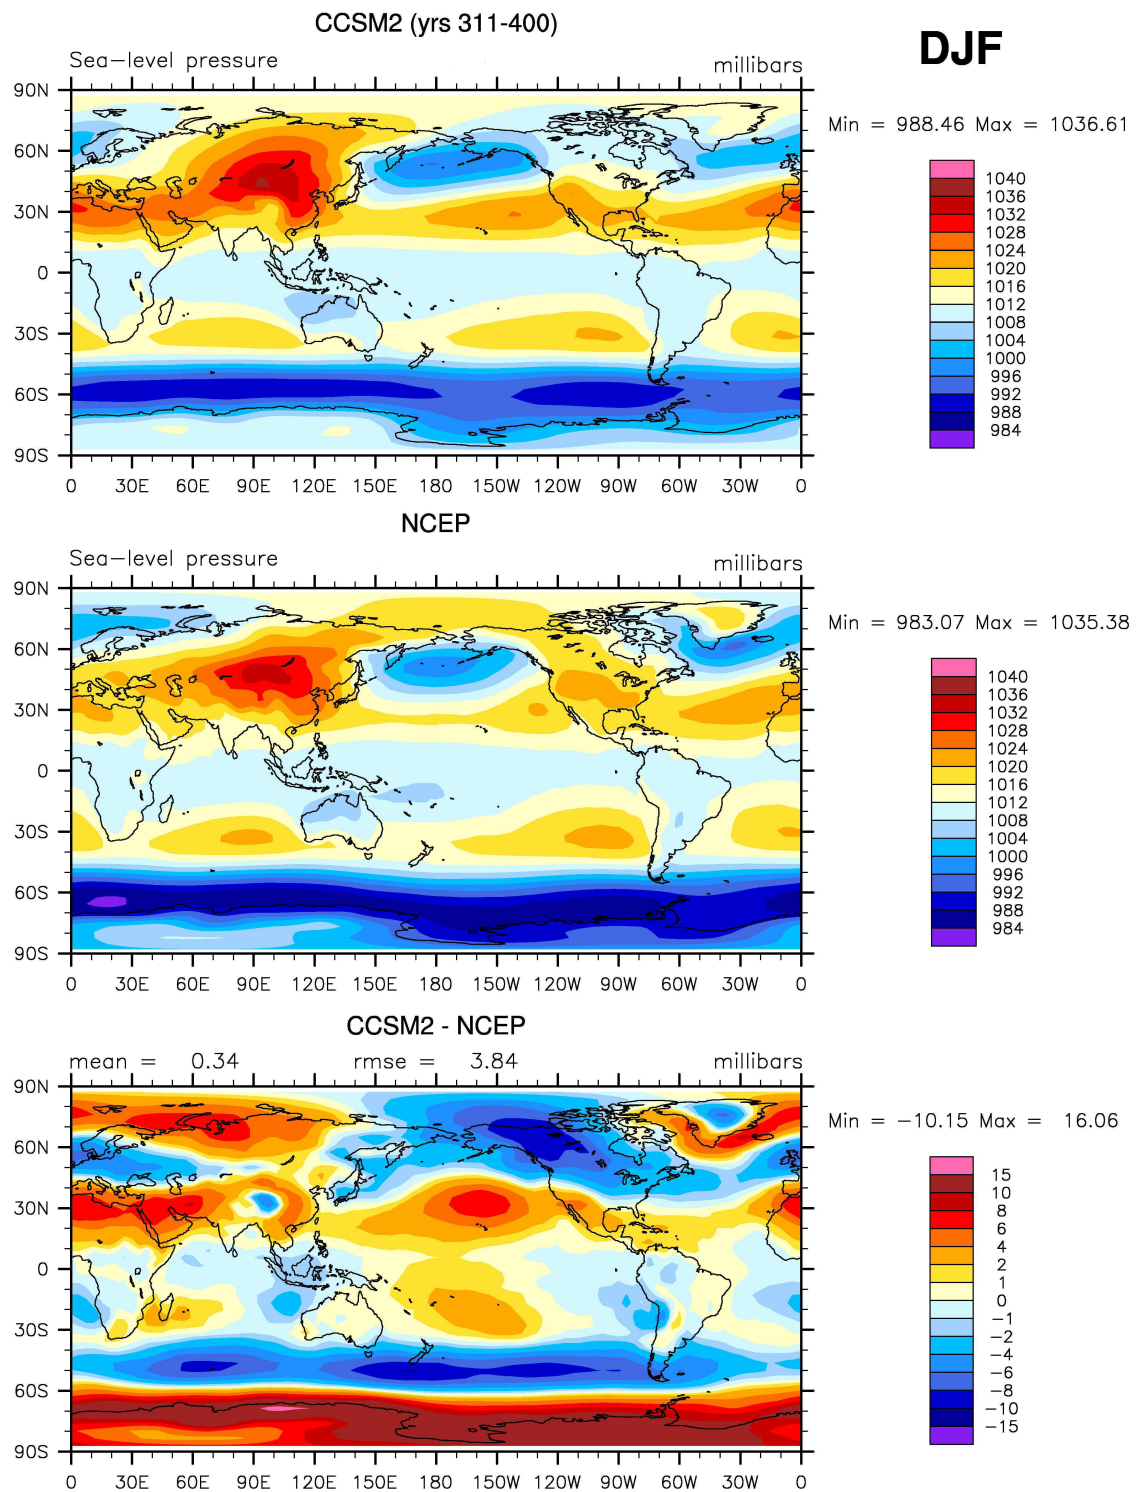 CCSM2 (yrs 311-400)
DJF
Sea-level pressure millibars
Min = 988.46 Max = 1036.61
90N
60N
30N
0
30S
60S
90S
0 30E 60E 90E 120E 150E 180 150W 120W 90W 60W 30W 0
1040
1036
1032
1028
1024
1020
1016
1012
1008
1004
1000
996
992
988
984
NCEP
Sea-level pressure millibars
Min = 983.07 Max = 1035.38
90N
60N
30N
0
30S
60S
90S
0 30E 60E 90E 120E 150E 180 150W 120W 90W 60W 30W 0
1040
1036
1032
1028
1024
1020
1016
1012
1008
1004
1000
996
992
988
984
CCSM2 - NCEP
mean = 0.34 rmse = 3.84 millibars
Min = -10.15 Max = 16.06
90N
60N
30N
0
30S
60S
90S
0 30E 60E 90E 120E 150E 180 150W 120W 90W 60W 30W 0
15
10
8
6
4
2
1
0
-1
-2
-4
-6
-8
-10
-15